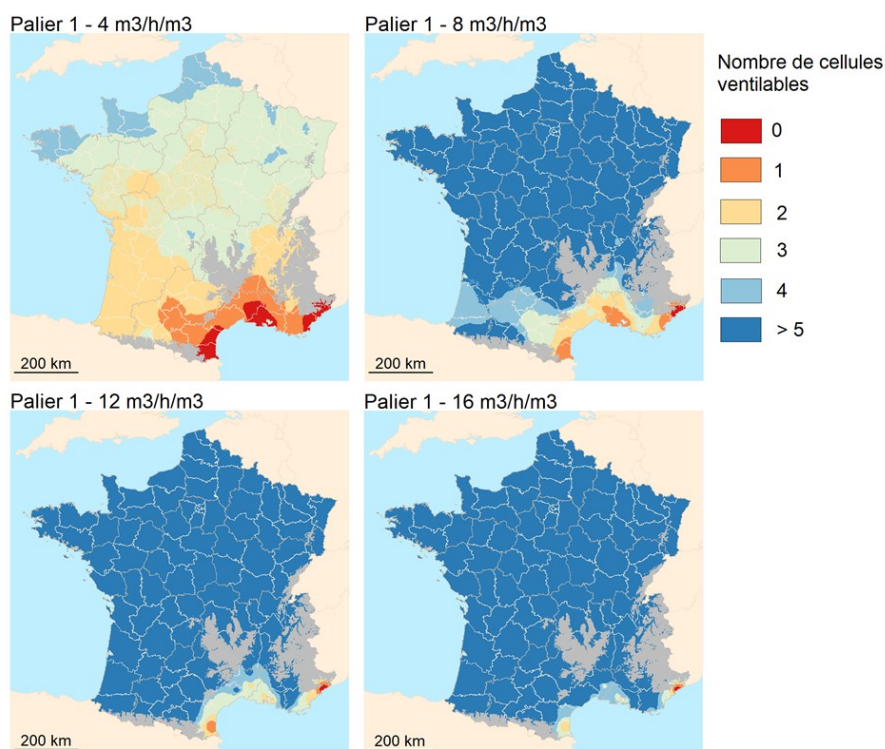 Palier 1 - 4 m3/h/m3
Palier 1 - 8 m3/h/m3
Nombre de cellules
ventilables
0
1
2
3
4
> 5
200 km
200 km
Palier 1 - 12 m3/h/m3
Palier 1 - 16 m3/h/m3
200 km
200 km